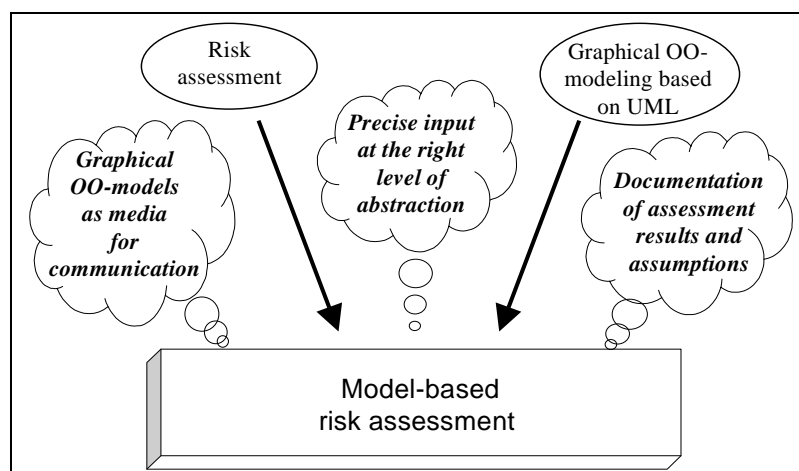 Risk
assessment
Graphical OO-
modeling based
on UML
Graphical
OO-models
as media
for
communication
Precise input
at the right
level of
abstraction
Documentation
of assessment
results and
assumptions
Model-based
risk assessment